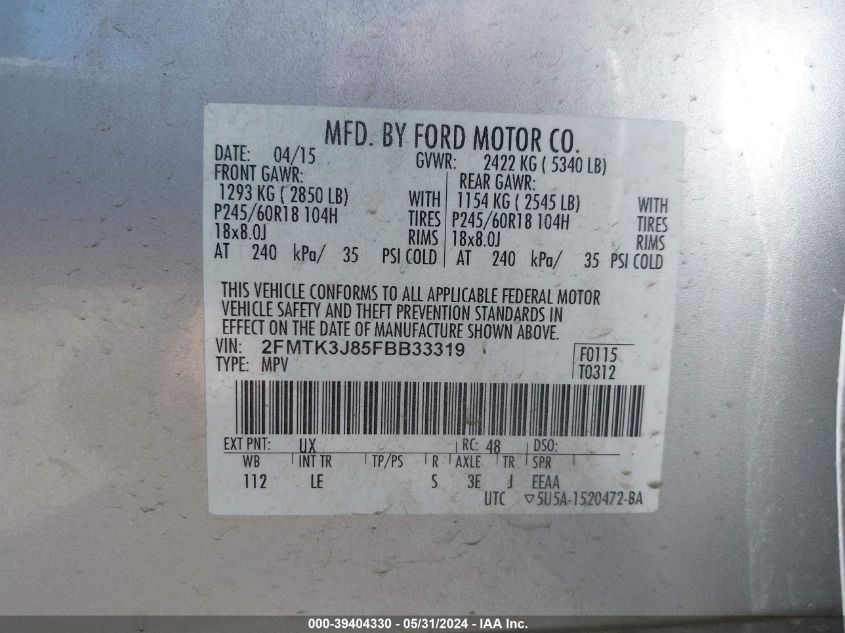 MFD. BY FORD MOTOR CO.
DATE: 04/15 GVWR: 2422 KG ( 5340 LB)
FRONT GAWR: REAR GAWR:
1293 KG ( 2850 LB) WITH 1154 KG ( 2545 LB) WITH
P245/60R18 104H TIRES P245/60R18 104H TIRES
18x8.0J RIMS 18x8.0J RIMS
AT 240 kPa/ 35 PSI COLD AT 240 kPa/ 35 PSI COLD
THIS VEHICLE CONFORMS TO ALL APPLICABLE FEDERAL MOTOR
VEHICLE SAFETY AND THEFT PREVENTION STANDARDS IN
EFFECT ON THE DATE OF MANUFACTURE SHOWN ABOVE.
VIN: 2FMTK3J85FBB33319 F0115
TYPE: MPV T0312
EXT PNT: UX RC: 48 DSO:
WB INT TR TP/PS R AXLE TR SPR
112 LE S 3E J EEAA
UTC ▽5U5A-1520472-BA
000-39404330 - 05/31/2024 - IAA Inc.